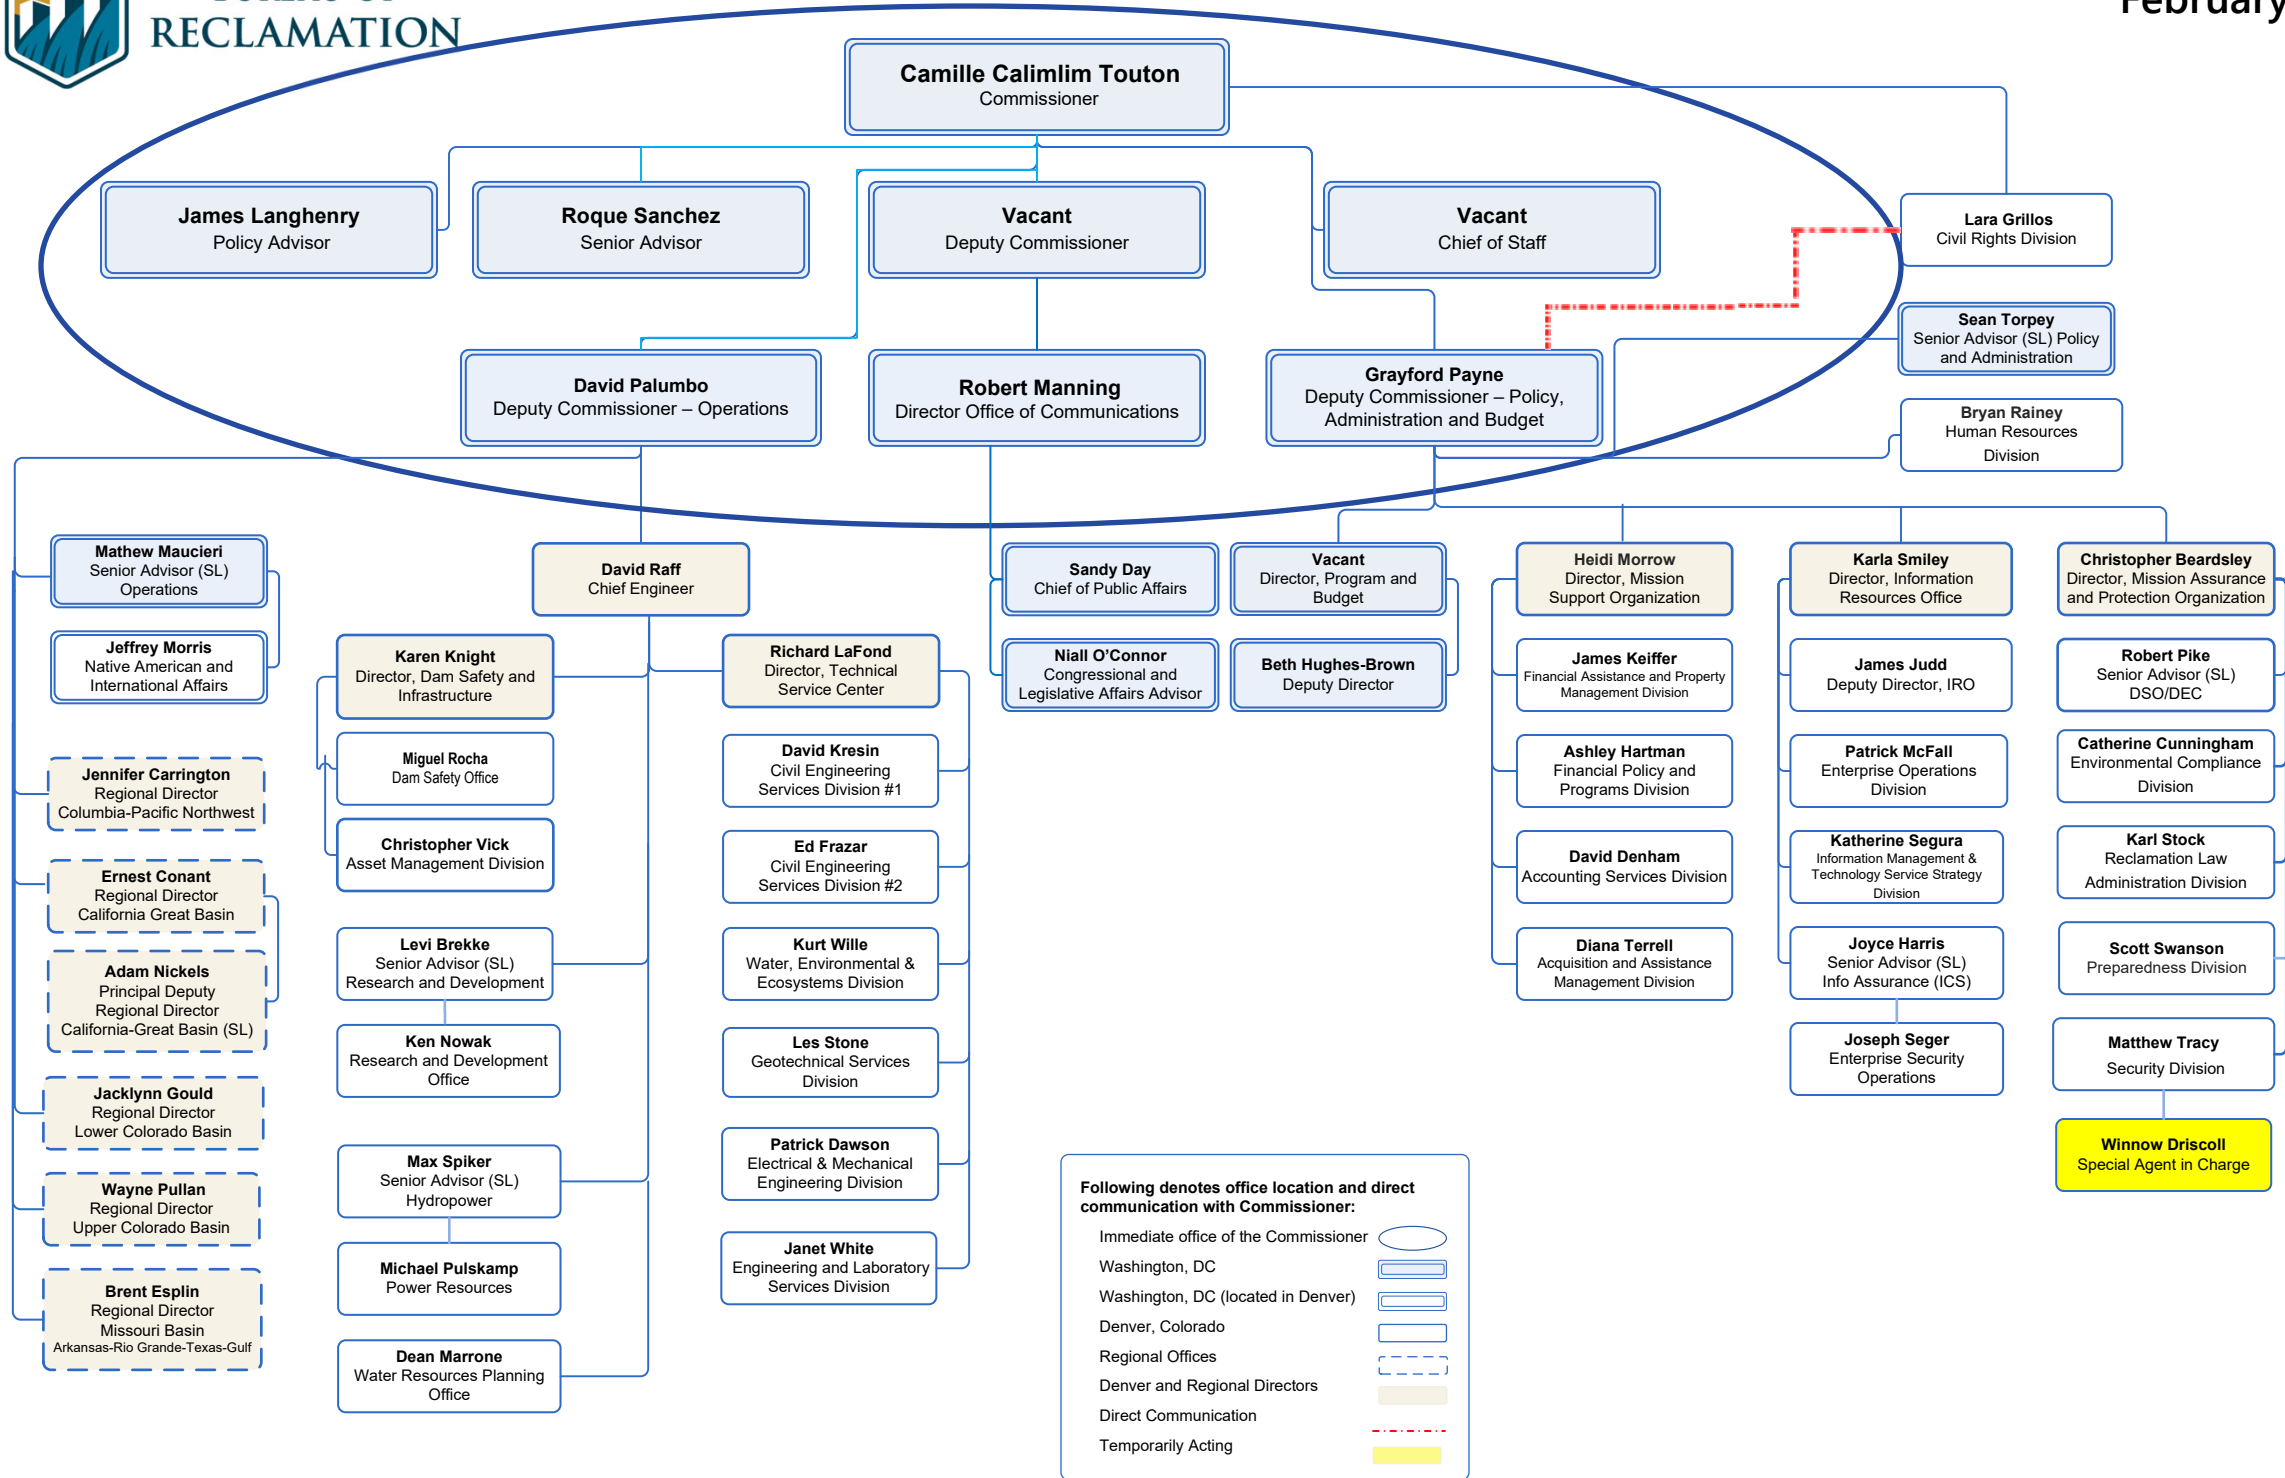 RECLAMATION
February
Camille Calimlim Touton
Commissioner
James Langhenry
Policy Advisor
Roque Sanchez
Senior Advisor
Vacant
Deputy Commissioner
Vacant
Chief of Staff
Lara Grillos
Civil Rights Division
Sean Torpey
Senior Advisor (SL) Policy
and Administration
David Palumbo
Deputy Commissioner – Operations
Robert Manning
Director Office of Communications
Grayford Payne
Deputy Commissioner – Policy,
Administration and Budget
Bryan Rainey
Human Resources
Division
Mathew Maucieri
Senior Advisor (SL)
Operations
Jeffrey Morris
Native American and
International Affairs
Jennifer Carrington
Regional Director
Columbia-Pacific Northwest
Ernest Conant
Regional Director
California Great Basin
Adam Nickels
Principal Deputy
Regional Director
California-Great Basin (SL)
Jacklynn Gould
Regional Director
Lower Colorado Basin
Wayne Pullan
Regional Director
Upper Colorado Basin
Brent Esplin
Regional Director
Missouri Basin
Arkansas-Rio Grande-Texas-Gulf
David Raff
Chief Engineer
Karen Knight
Director, Dam Safety and
Infrastructure
Miguel Rocha
Dam Safety Office
Christopher Vick
Asset Management Division
Levi Brekke
Senior Advisor (SL)
Research and Development
Ken Nowak
Research and Development
Office
Max Spiker
Senior Advisor (SL)
Hydropower
Michael Pulskamp
Power Resources
Dean Marrone
Water Resources Planning
Office
Richard LaFond
Director, Technical
Service Center
David Kresin
Civil Engineering
Services Division #1
Ed Frazar
Civil Engineering
Services Division #2
Kurt Wille
Water, Environmental &
Ecosystems Division
Les Stone
Geotechnical Services
Division
Patrick Dawson
Electrical & Mechanical
Engineering Division
Janet White
Engineering and Laboratory
Services Division
Sandy Day
Chief of Public Affairs
Niall O’Connor
Congressional and
Legislative Affairs Advisor
Vacant
Director, Program and
Budget
Beth Hughes-Brown
Deputy Director
Heidi Morrow
Director, Mission
Support Organization
James Keiffer
Financial Assistance and Property
Management Division
Ashley Hartman
Financial Policy and
Programs Division
David Denham
Accounting Services Division
Diana Terrell
Acquisition and Assistance
Management Division
Karla Smiley
Director, Information
Resources Office
James Judd
Deputy Director, IRO
Patrick McFall
Enterprise Operations
Division
Katherine Segura
Information Management &
Technology Service Strategy
Division
Joyce Harris
Senior Advisor (SL)
Info Assurance (ICS)
Joseph Seger
Enterprise Security
Operations
Christopher Beardsley
Director, Mission Assurance
and Protection Organization
Robert Pike
Senior Advisor (SL)
DSO/DEC
Catherine Cunningham
Environmental Compliance
Division
Karl Stock
Reclamation Law
Administration Division
Scott Swanson
Preparedness Division
Matthew Tracy
Security Division
Winnow Driscoll
Special Agent in Charge
Following denotes office location and direct
communication with Commissioner:
Immediate office of the Commissioner
Washington, DC
Washington, DC (located in Denver)
Denver, Colorado
Regional Offices
Denver and Regional Directors
Direct Communication
Temporarily Acting